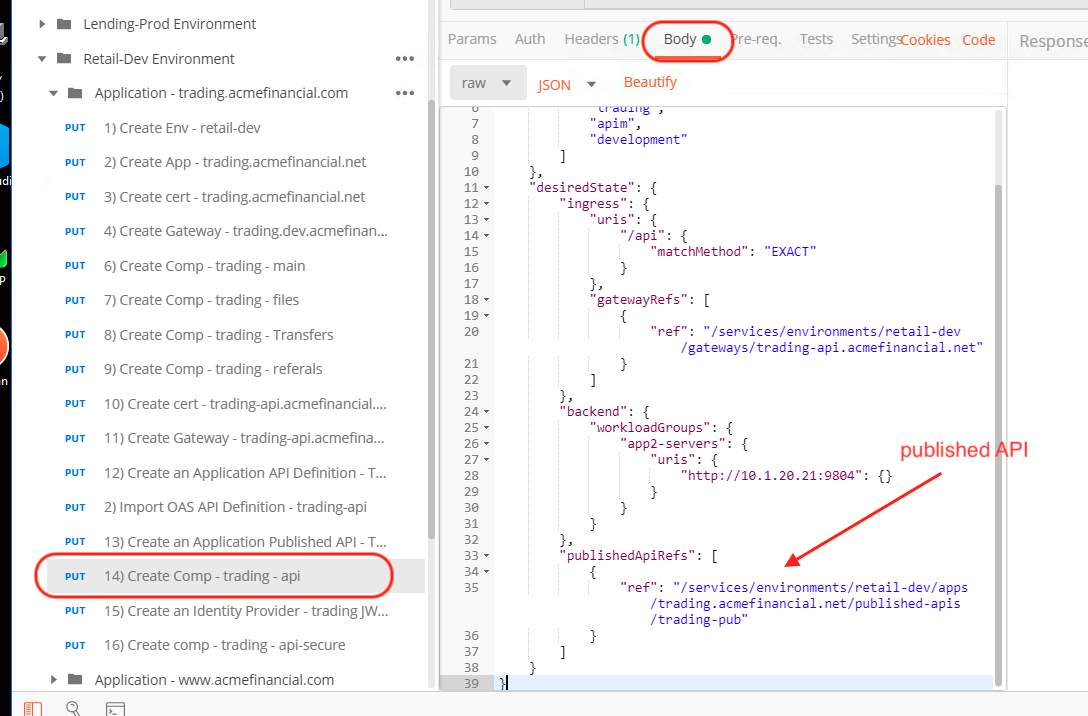 Lending-Prod Environment
Retail-Dev Environment
Application - trading.acmefinancial.com
PUT 1) Create Env - retail-dev
PUT 2) Create App - trading.acmefinancial.net
PUT 3) Create cert - trading.acmefinancial.net
PUT 4) Create Gateway - trading.dev.acmefinan...
PUT 6) Create Comp - trading - main
PUT 7) Create Comp - trading - files
PUT 8) Create Comp - trading - Transfers
PUT 9) Create Comp - trading - referals
PUT 10) Create cert - trading-api.acmefinancial....
PUT 11) Create Gateway - trading-api.acmefina...
PUT 12) Create an Application API Definition - T...
PUT 2) Import OAS API Definition - trading-api
PUT 13) Create an Application Published API - T...
PUT 14) Create Comp - trading - api
PUT 15) Create an Identity Provider - trading JW...
PUT 16) Create comp - trading - api-secure
Application - www.acmefinancial.com
Params Auth Headers (1) Body Pre-req. Tests Settings Cookies Code Response
raw JSON Beautify
6 "trading",
7 "apim",
8 "development"
9 ]
10 },
11 "desiredState": {
12 "ingress": {
13 "uris": {
14 "/api": {
15 "matchMethod": "EXACT"
16 }
17 },
18 "gatewayRefs": [
19 {
20 "ref": "/services/environments/retail-dev
/gateways/trading-api.acmefinancial.net"
21 }
22 ]
23 },
24 "backend": {
25 "workloadGroups": {
26 "app2-servers": {
27 "uris": {
28 "http://10.1.20.21:9804": {}
29 }
30 }
31 }
32 },
33 "publishedApiRefs": [
34 {
35 "ref": "/services/environments/retail-dev/apps
/trading.acmefinancial.net/published-apis
/trading-pub"
36 }
37 ]
38 }
39 }
published API